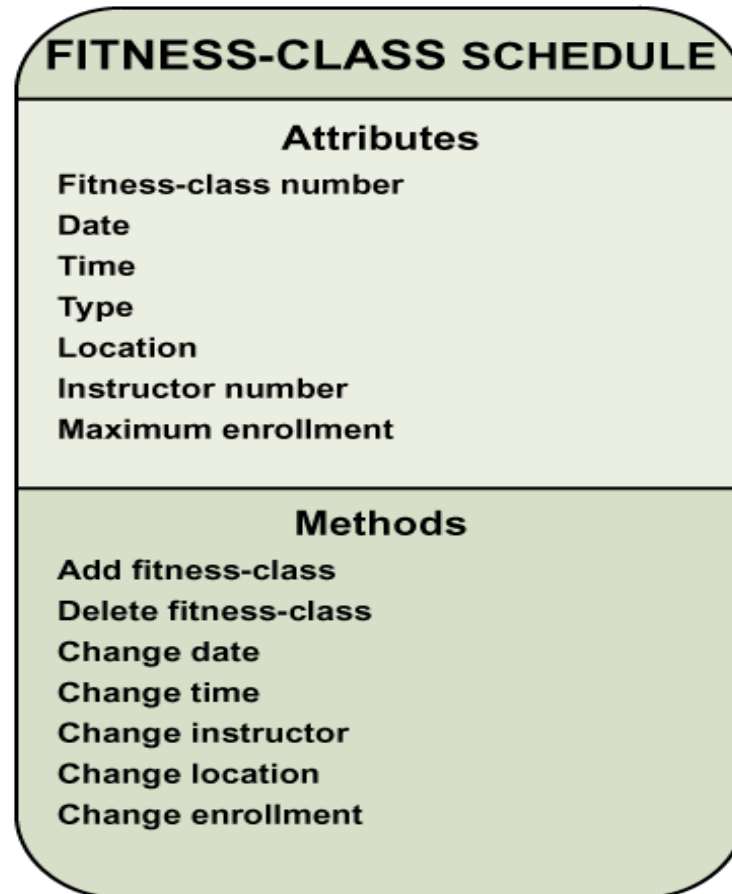 FITNESS-CLASS SCHEDULE
Attributes
Fitness-class number
Date
Time
Type
Location
Instructor number
Maximum enrollment
Methods
Add fitness-class
Delete fitness-class
Change date
Change time
Change instructor
Change location
Change enrollment